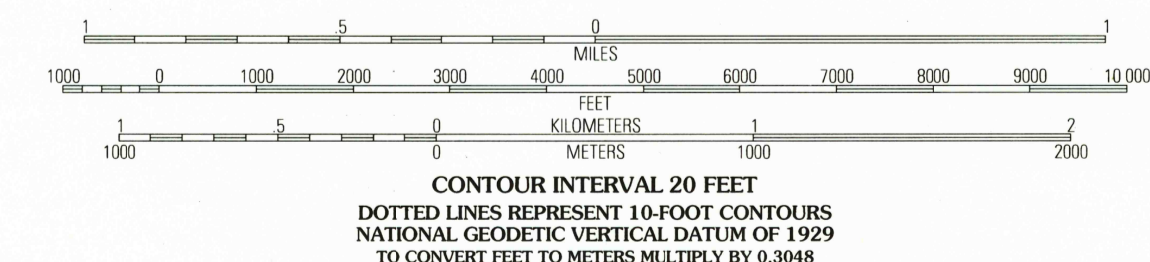 1 .5 0 1
MILES
1000 0 1000 2000 3000 4000 5000 6000 7000 8000 9000 10 000
FEET
1 .5 0 KILOMETERS 1 2
1000 0 METERS 1000 2000
CONTOUR INTERVAL 20 FEET
DOTTED LINES REPRESENT 10-FOOT CONTOURS
NATIONAL GEODETIC VERTICAL DATUM OF 1929
TO CONVERT FEET TO METERS MULTIPLY BY 0.3048